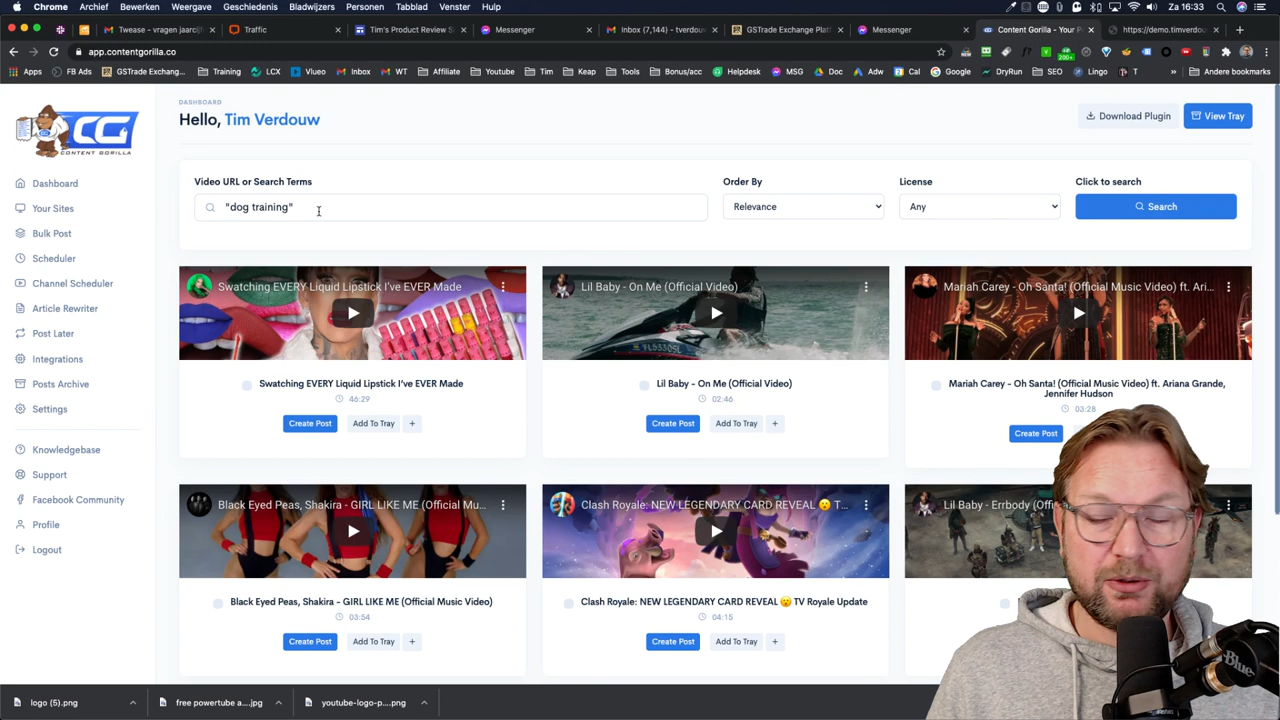 Chrome Archief Bewerken Weergave Geschiedenis Bladwijzers Personen Tabblad Venster Help Za 16:33
Twease - vragen jaarcij Traffic Tim's Product Review S Messenger Inbox (7,144) - tverdou GSTrade Exchange Pla Messenger Content Gorilla - Your P https://demo.timverdou
app.contentgorilla.co
Apps FB Ads GSTrade Exchang... Training LCX Vlueo Inbox WT Affiliate Youtube Tim Keap Tools Bonus/acc Helpdesk MSG Doc Adw Cal Google DryRun SEO Lingo T » Andere bookmarks
DASHBOARD
Hello, Tim Verdouw
Download Plugin View Tray
CG
CONTENT GORILLA
Dashboard
Your Sites
Bulk Post
Scheduler
Channel Scheduler
Article Rewriter
Post Later
Integrations
Posts Archive
Settings
Knowledgebase
Support
Facebook Community
Profile
Logout
Video URL or Search Terms Order By License Click to search
"dog training" Relevance Any Search
Swatching EVERY Liquid Lipstick I've EVER Made
Swatching EVERY Liquid Lipstick I've EVER Made
46:29
Create Post Add To Tray +
Lil Baby - On Me (Official Video)
Lil Baby - On Me (Official Video)
02:46
Create Post Add To Tray +
Mariah Carey - Oh Santa! (Official Music Video) ft. Ari...
Mariah Carey - Oh Santa! (Official Music Video) ft. Ariana Grande,
Jennifer Hudson
03:28
Create Post
Black Eyed Peas, Shakira - GIRL LIKE ME (Official Mu...
Black Eyed Peas, Shakira - GIRL LIKE ME (Official Music Video)
03:54
Create Post Add To Tray +
Clash Royale: NEW LEGENDARY CARD REVEAL 😮 T...
Clash Royale: NEW LEGENDARY CARD REVEAL 😮 TV Royale Update
04:15
Create Post Add To Tray +
Lil Baby - Errbody
logo (5).png free powertube a....jpg youtube-logo-p....png
Blue